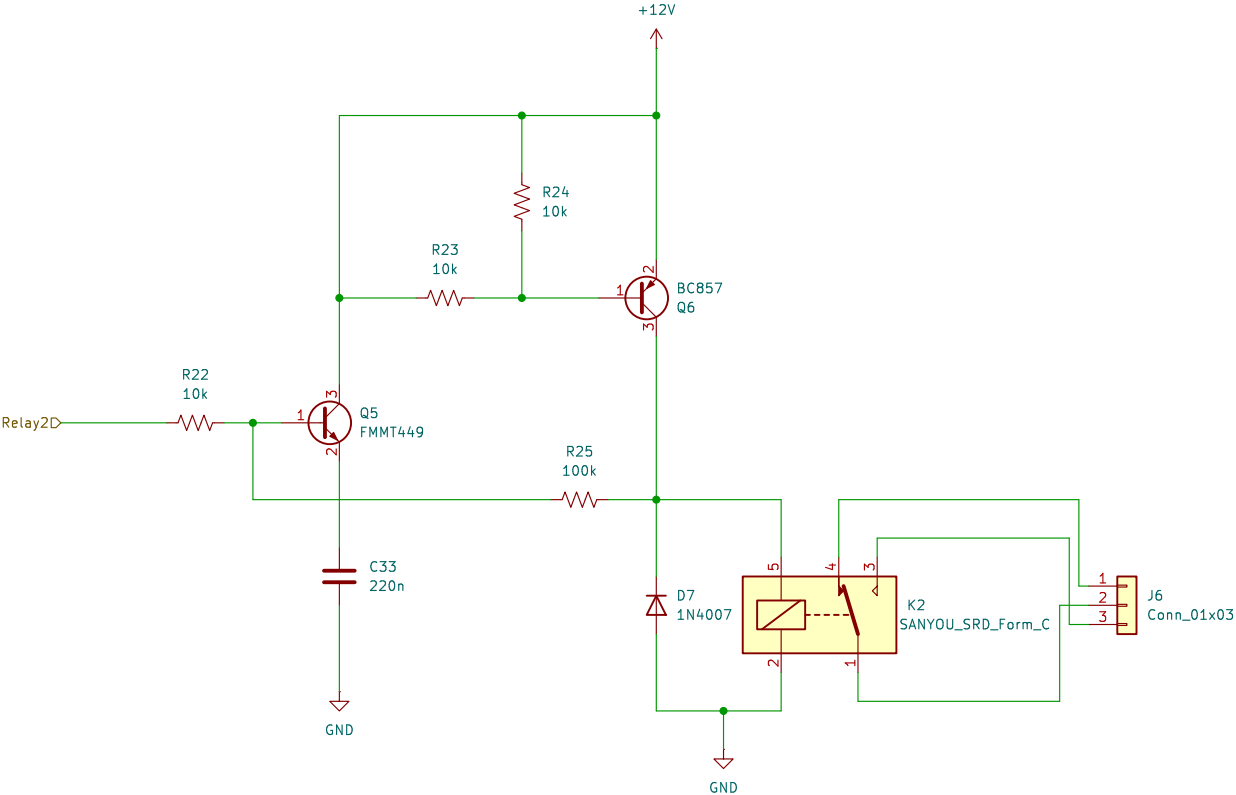 +12V
R24
10k
R23
10k
2
BC857
1
Q6
3
R22
10k
3
Relay2
1
Q5
FMMT449
2
R25
100k
C33
220n
5
4
3
1
J6
2
Conn_01x03
3
D7
1N4007
K2
SANYOU_SRD_Form_C
2
1
GND
GND